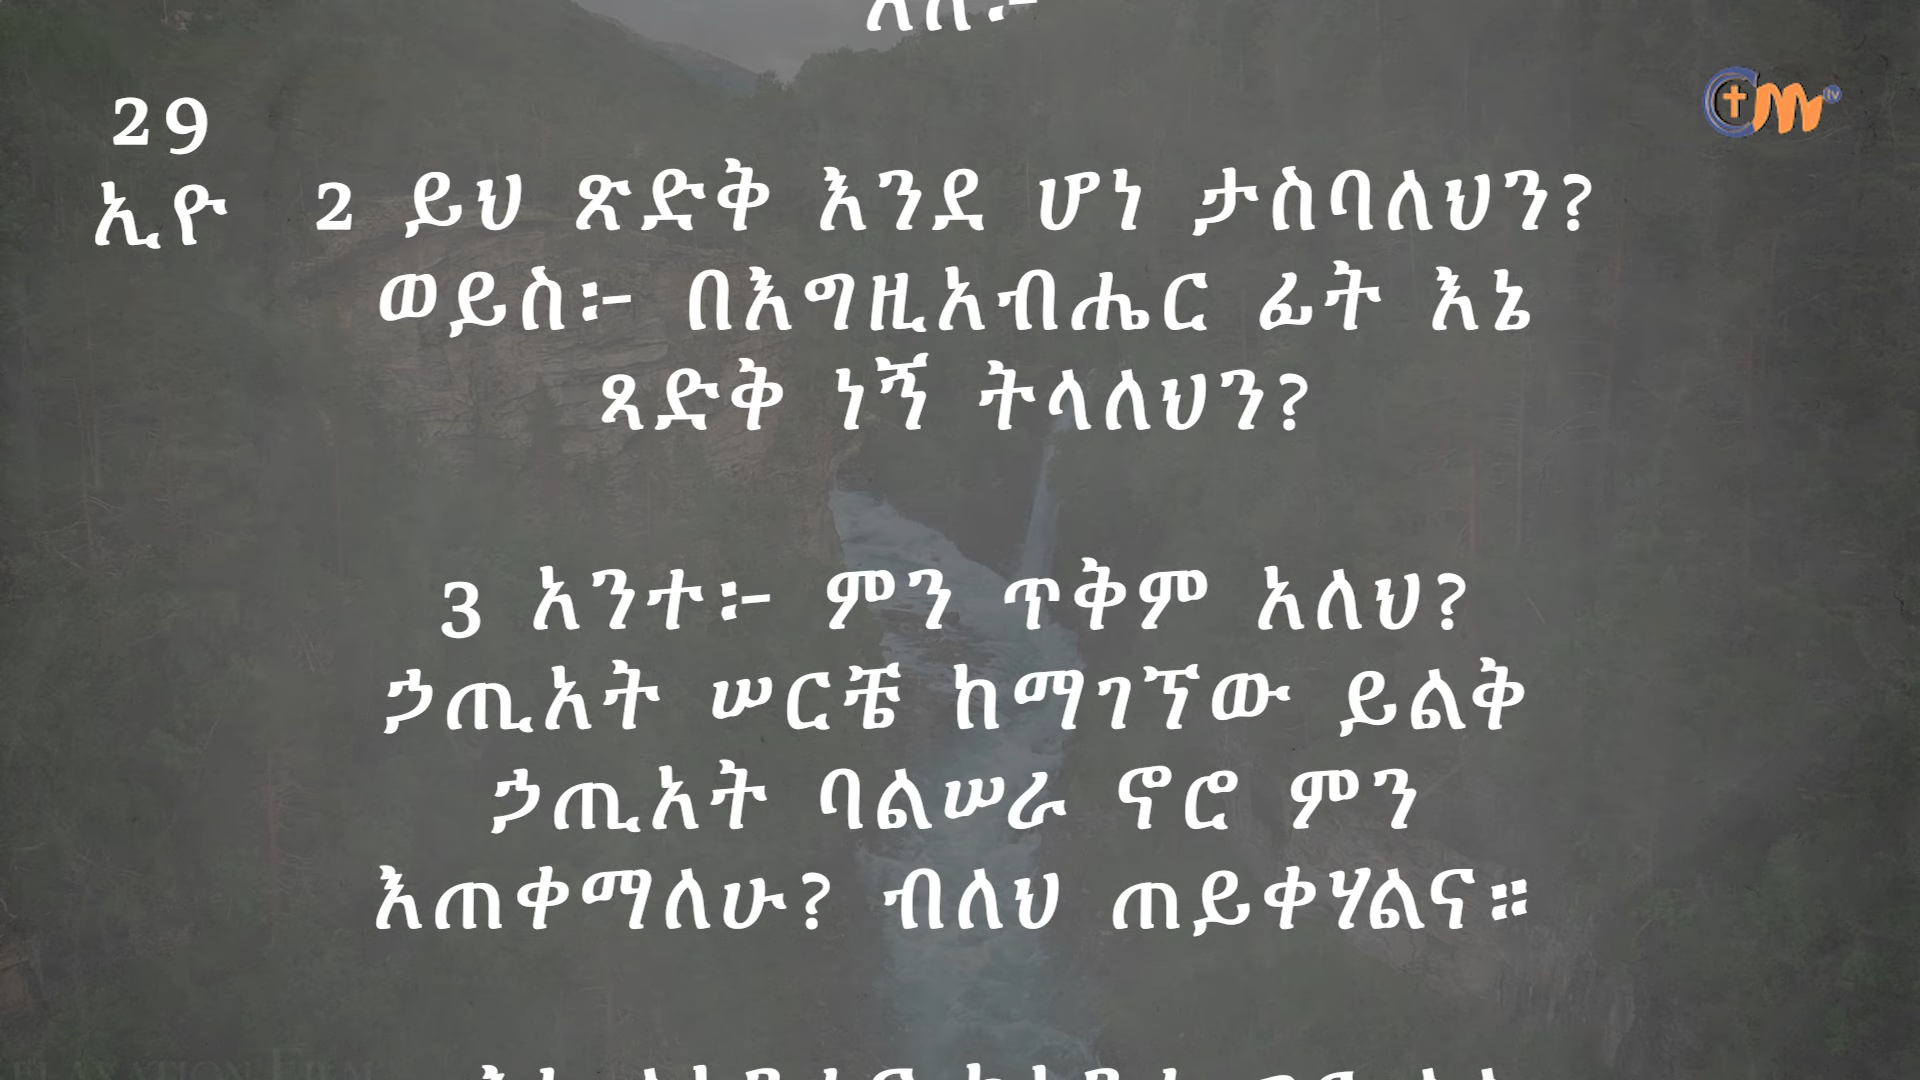 29
ኢዮ
2 ይህ ጽድቅ እንደ ሆነ ታስባለህን?
ወይስ፦ በእግዚአብሔር ፊት እኔ
ጻድቅ ነኝ ትላለህን?
3 አንተ፦ ምን ጥቅም አለህ?
ኃጢአት ሠርቼ ከማገኘው ይልቅ
ኃጢአት ባልሠራ ኖሮ ምን
እጠቀማለሁ? ብለህ ጠይቀሃልና።